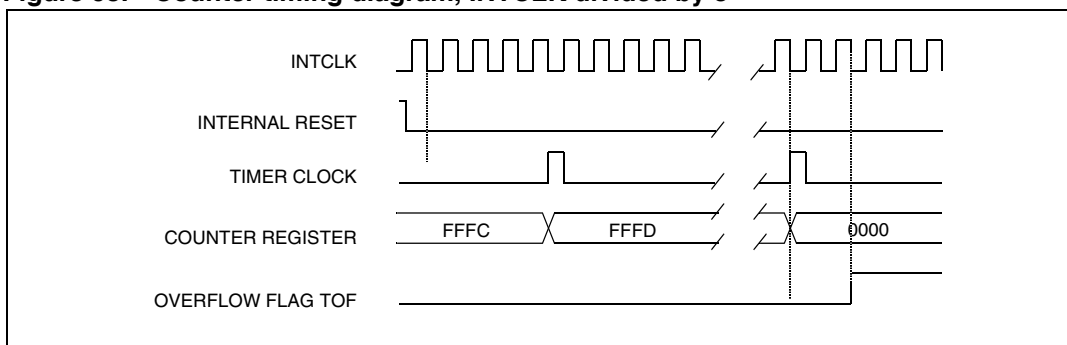 INTCLK
INTERNAL RESET
TIMER CLOCK
COUNTER REGISTER
FFFC
FFFD
0000
OVERFLOW FLAG TOF